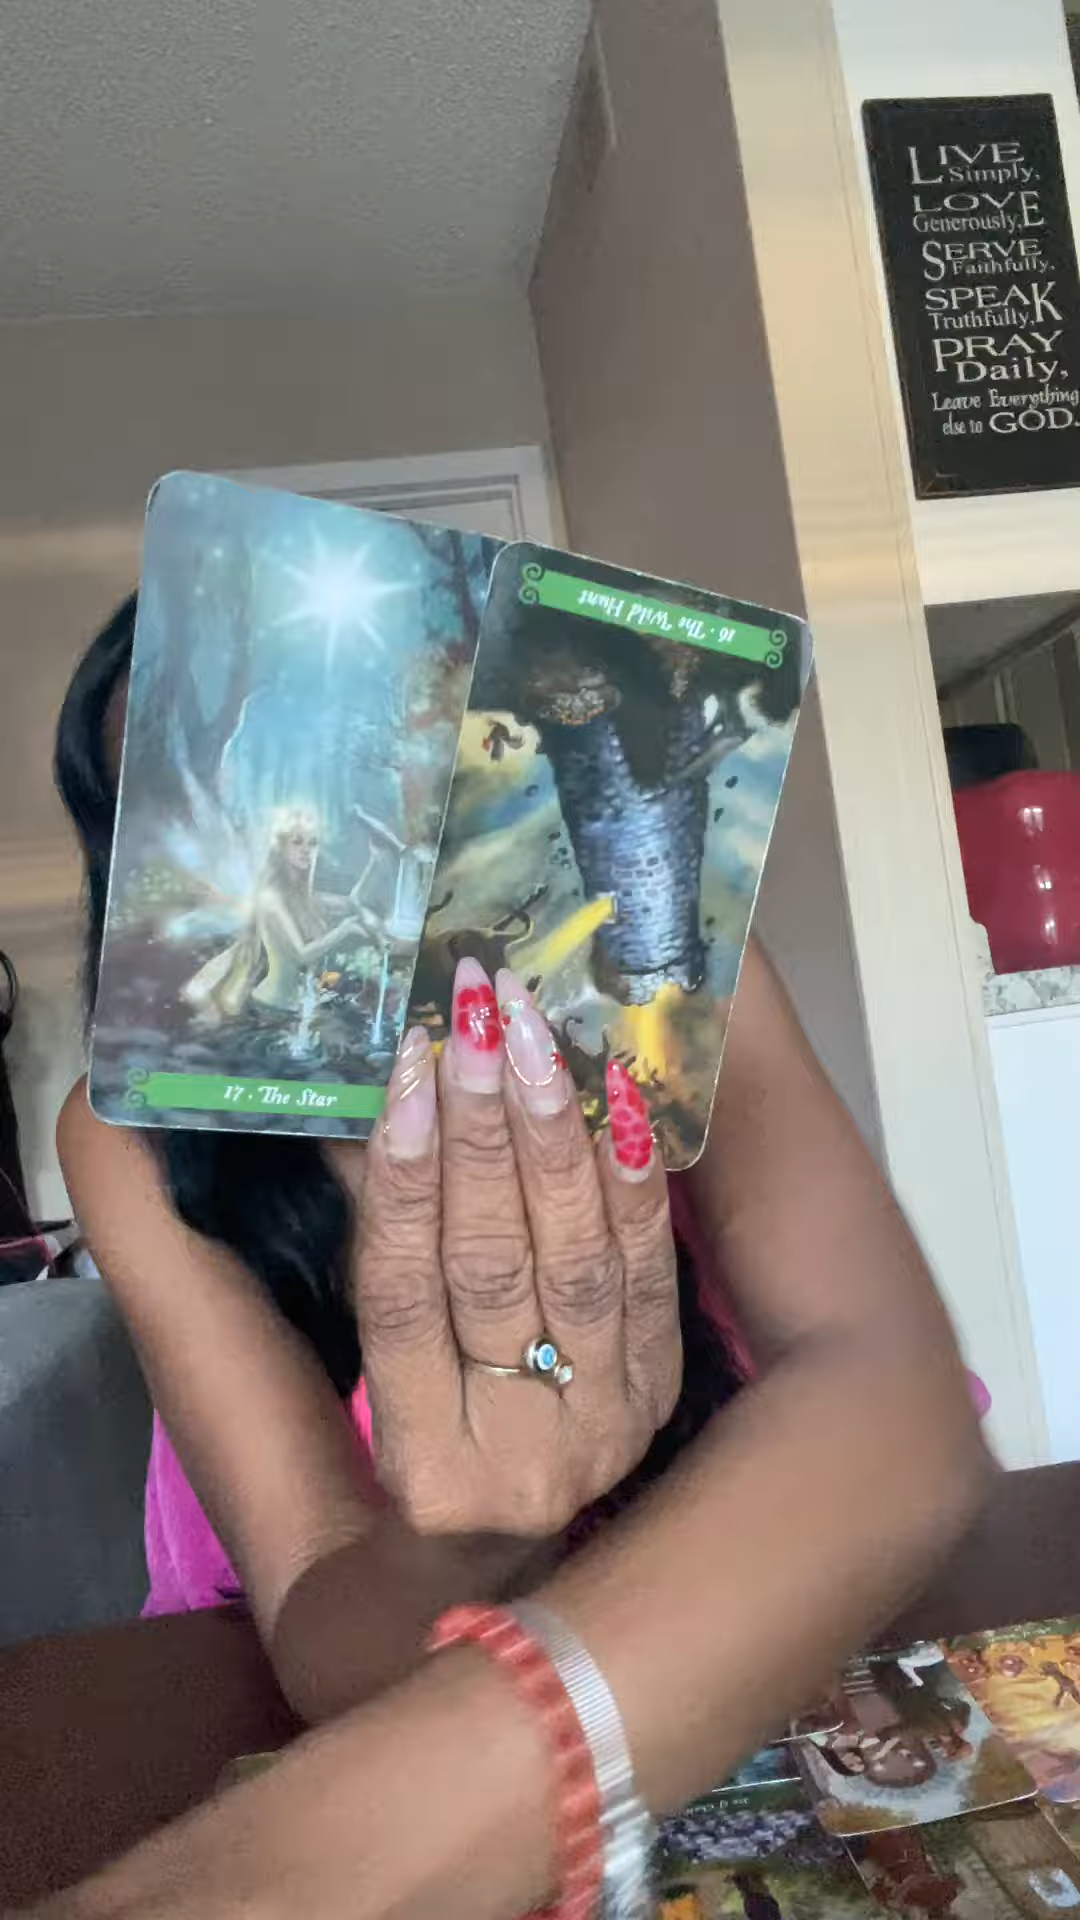 LIVE
Simply,
LOVE
Generously,
SERVE
Faithfully,
SPEAK
Truthfully,
PRAY
Daily,
Leave Everything
else to GOD.
16 · The Wild Hunt
17 · The Star